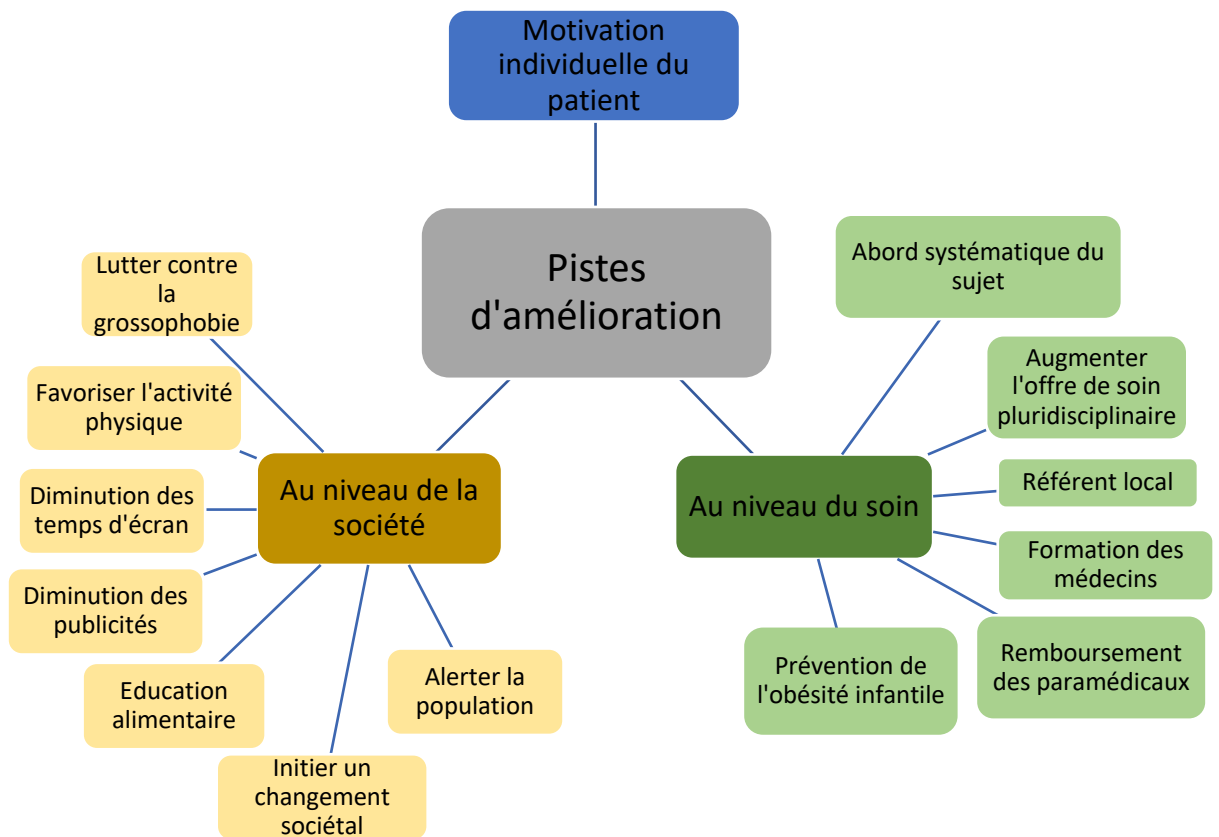 Motivation
individuelle du
patient
Pistes
d'amélioration
Lutter contre
la
grossophobie
Favoriser l'activité
physique
Diminution des
temps d'écran
Diminution des
publicités
Education
alimentaire
Initier un
changement
sociétal
Alerter la
population
Au niveau de la
société
Au niveau du soin
Abord systématique du
sujet
Augmenter
l'offre de soin
pluridisciplinaire
Référent local
Formation des
médecins
Remboursement
des paramédicaux
Prévention de
l'obésité infantile